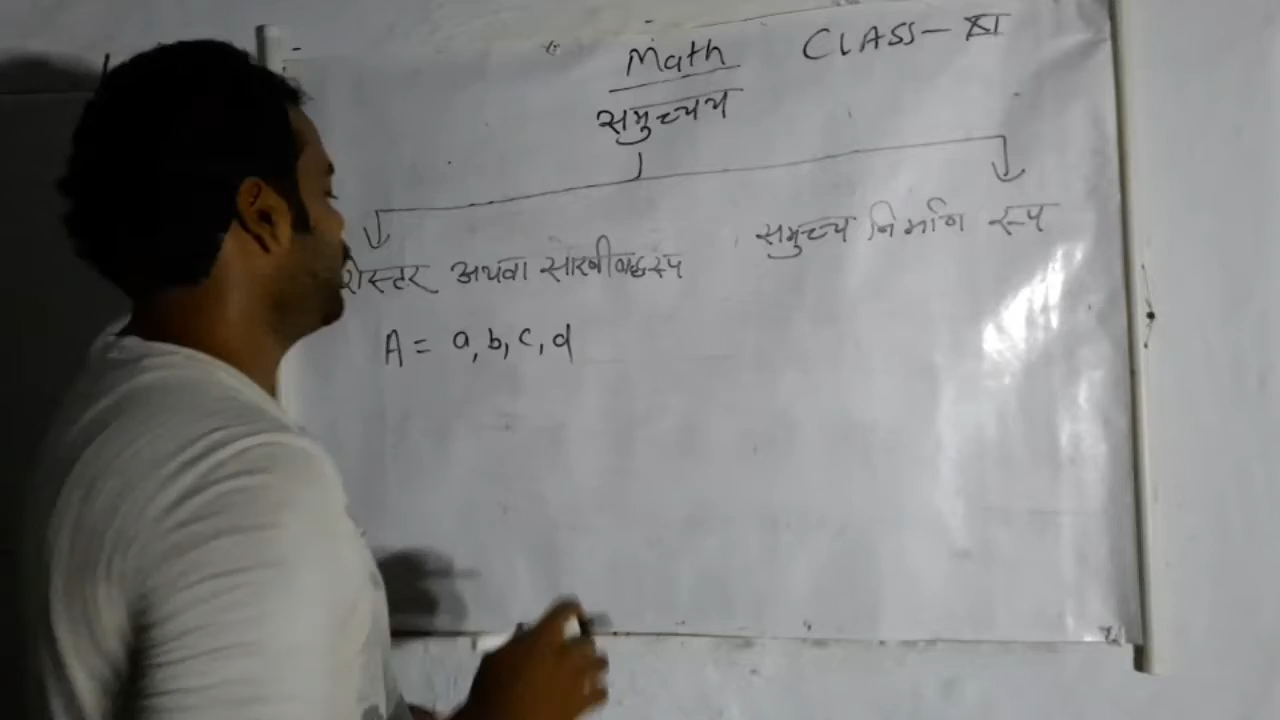 Math CLASS-XI
समुच्चय
रोस्टर अथवा सारणीबद्ध रूप समुच्चय निर्माण रूप
A = a, b, c, d